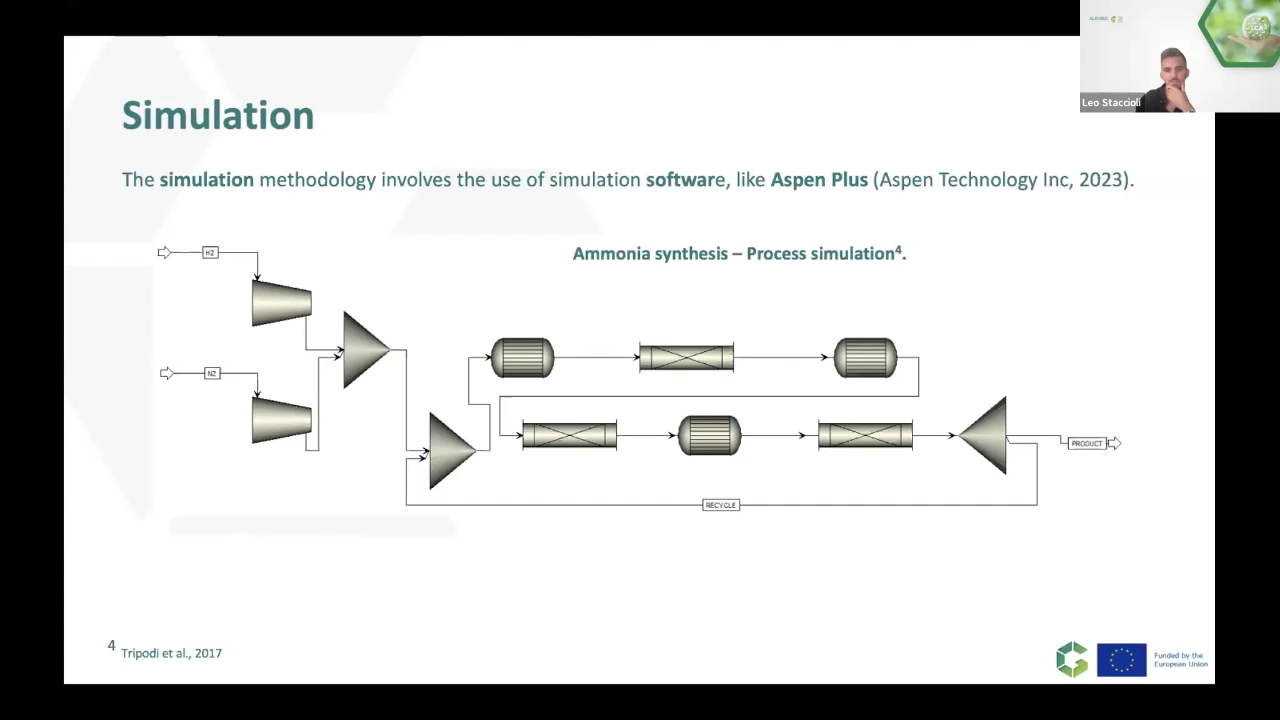 Simulation
The simulation methodology involves the use of simulation software, like Aspen Plus (Aspen Technology Inc, 2023).
Ammonia synthesis – Process simulation⁴.
H2
N2
PRODUCT
RECYCLE
4 Tripodi et al., 2017
Funded by the
European Union
Leo Staccioli
LCA